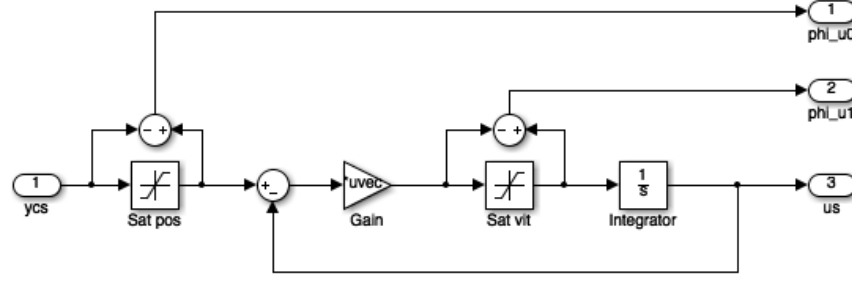 1
phi_u0
2
phi_u1
- +
- +
1
ycs
Sat pos
+
-
*uvec
Gain
Sat vit
1
s
Integrator
3
us